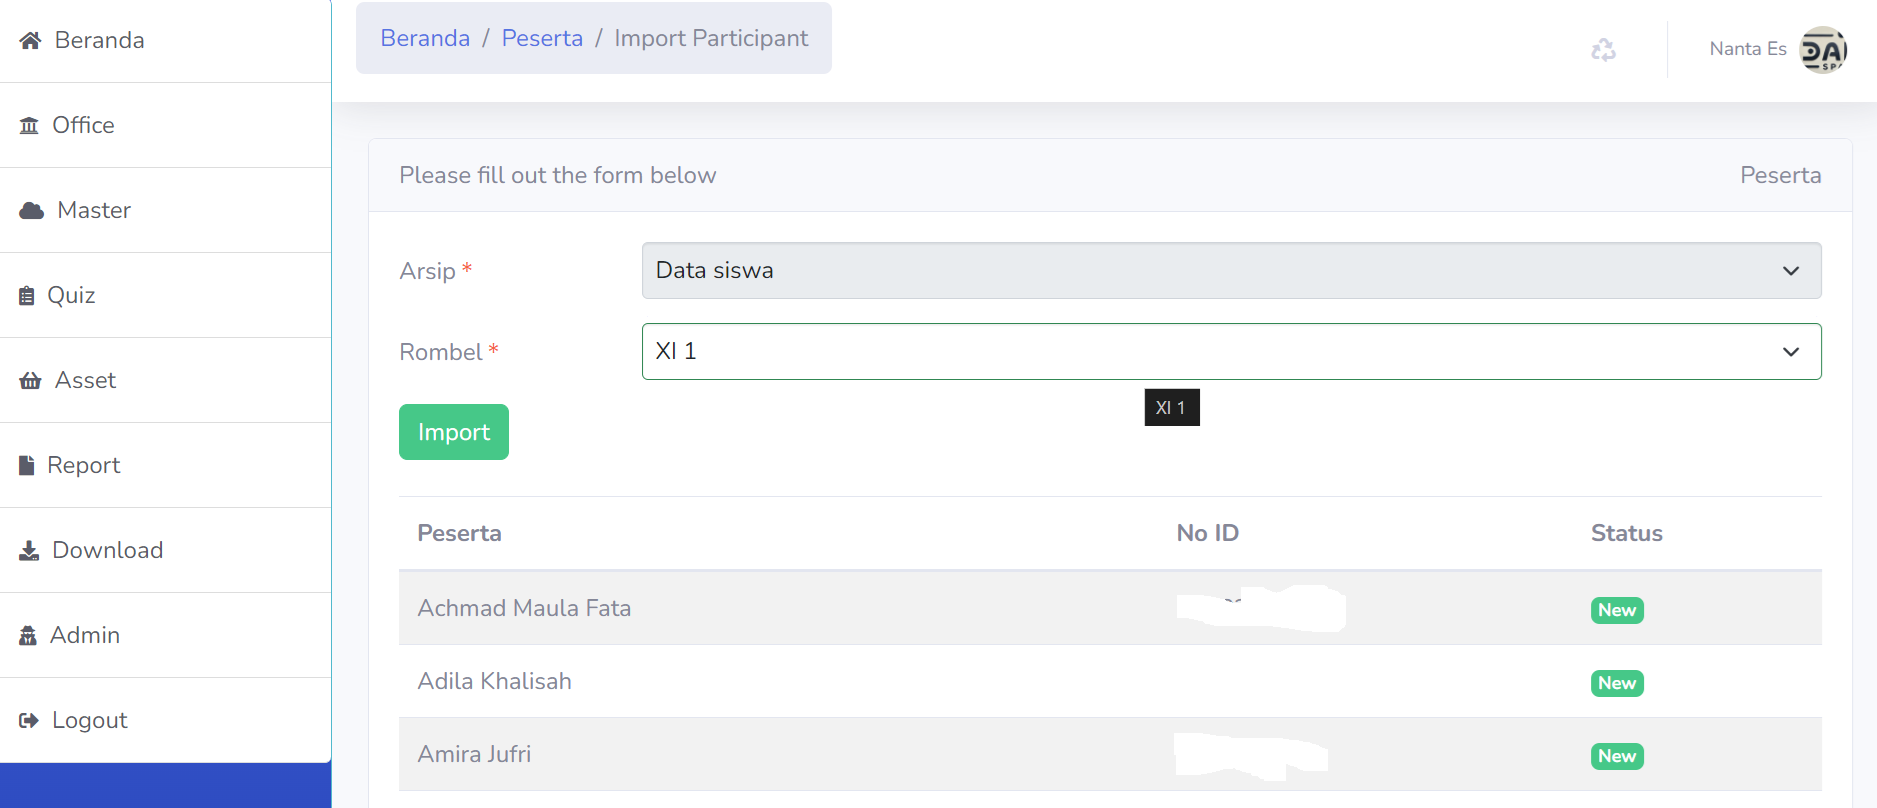 Beranda
Office
Master
Quiz
Asset
Report
Download
Admin
Logout
Beranda / Peserta / Import Participant
Nanta Es
Please fill out the form below
Peserta
Arsip *
Data siswa
Rombel *
XI 1
XI 1
Import
Peserta No ID Status
Achmad Maula Fata New
Adila Khalisah New
Amira Jufri New